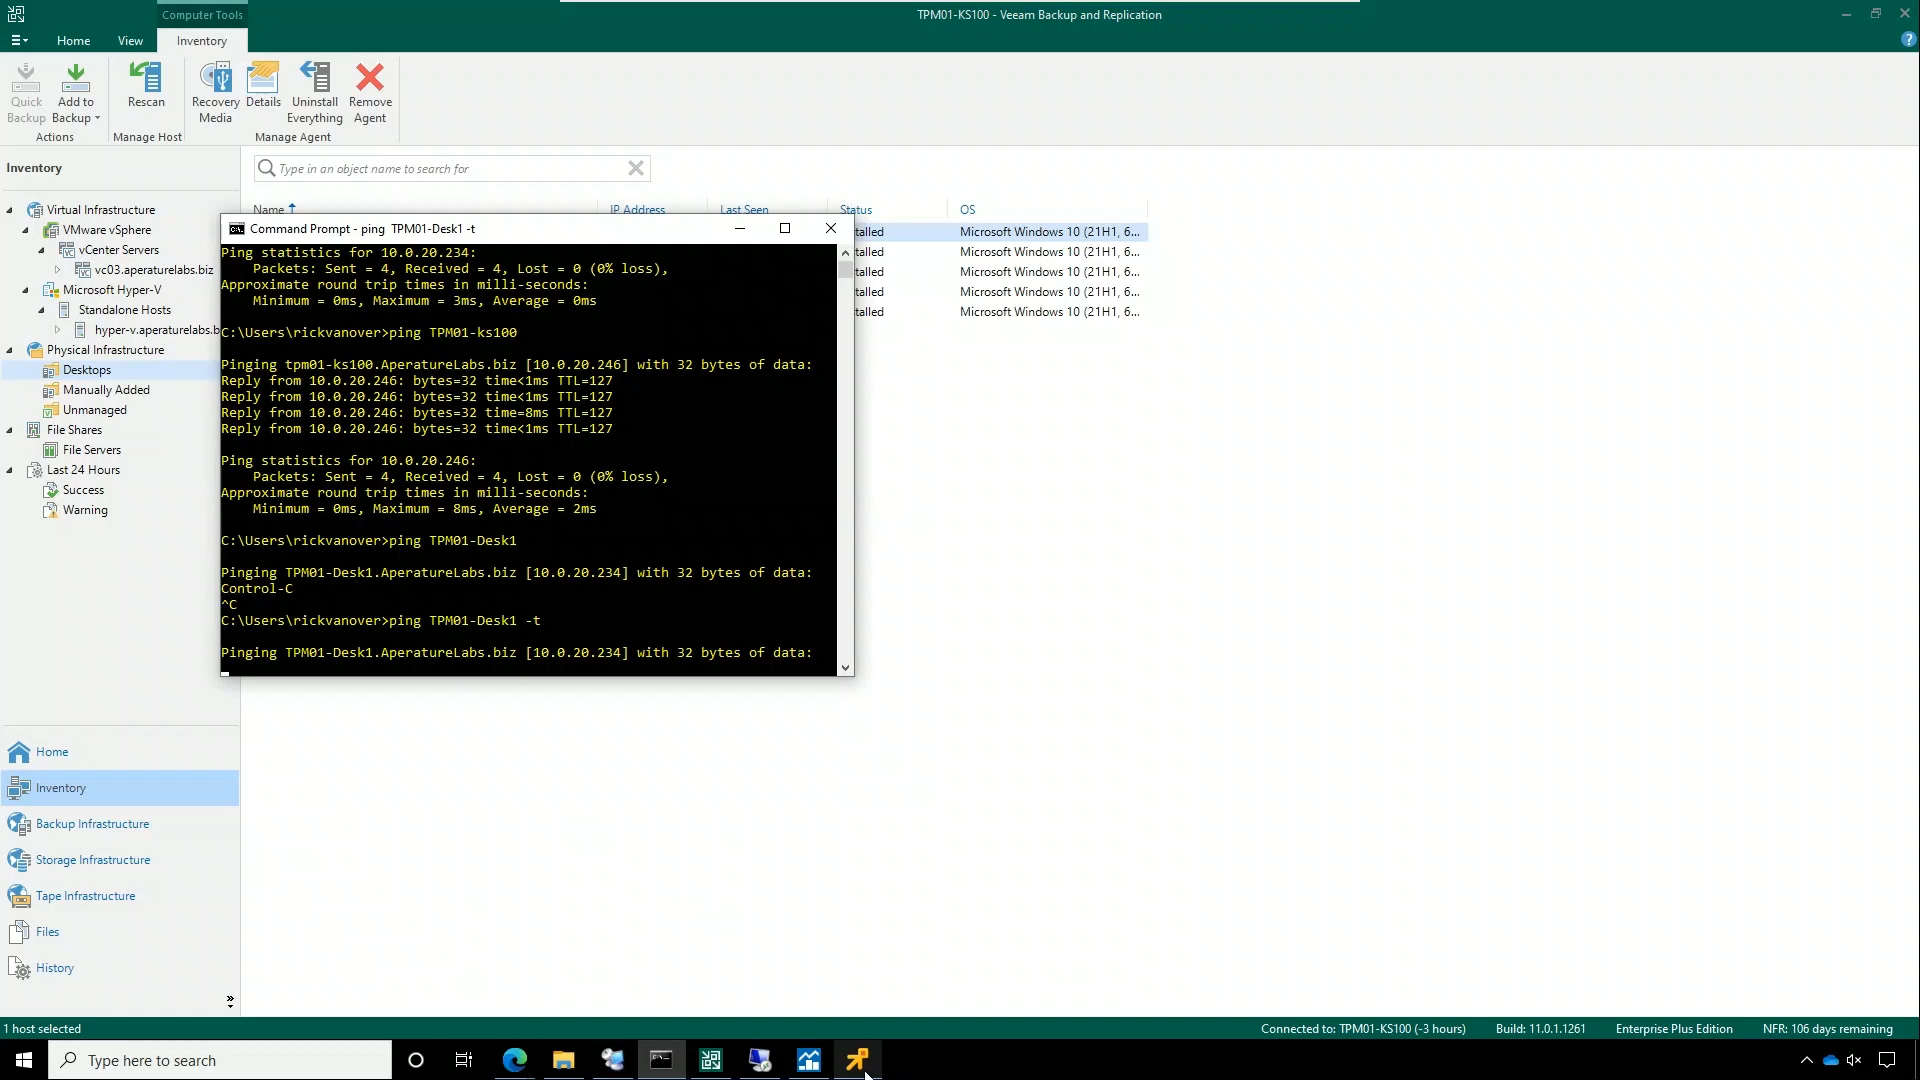 Computer Tools
TPM01-KS100 - Veeam Backup and Replication
Home
View
Inventory
Quick Backup
Add to Backup
Rescan
Recovery Media
Details
Uninstall Everything
Remove Agent
Actions
Manage Host
Manage Agent
Inventory
Type in an object name to search for
Virtual Infrastructure
VMware vSphere
vCenter Servers
vc03.aperaturelabs.biz
Microsoft Hyper-V
Standalone Hosts
hyper-v.aperaturelabs.b
Physical Infrastructure
Desktops
Manually Added
Unmanaged
File Shares
File Servers
Last 24 Hours
Success
Warning
Name
IP Address
Last Seen
Status
OS
talled Microsoft Windows 10 (21H1, 6...
talled Microsoft Windows 10 (21H1, 6...
talled Microsoft Windows 10 (21H1, 6...
talled Microsoft Windows 10 (21H1, 6...
talled Microsoft Windows 10 (21H1, 6...
Command Prompt - ping  TPM01-Desk1 -t
Ping statistics for 10.0.20.234:
    Packets: Sent = 4, Received = 4, Lost = 0 (0% loss),
Approximate round trip times in milli-seconds:
    Minimum = 0ms, Maximum = 3ms, Average = 0ms
C:\Users\rickvanover>ping TPM01-ks100
Pinging tpm01-ks100.AperatureLabs.biz [10.0.20.246] with 32 bytes of data:
Reply from 10.0.20.246: bytes=32 time<1ms TTL=127
Reply from 10.0.20.246: bytes=32 time<1ms TTL=127
Reply from 10.0.20.246: bytes=32 time=8ms TTL=127
Reply from 10.0.20.246: bytes=32 time<1ms TTL=127
Ping statistics for 10.0.20.246:
    Packets: Sent = 4, Received = 4, Lost = 0 (0% loss),
Approximate round trip times in milli-seconds:
    Minimum = 0ms, Maximum = 8ms, Average = 2ms
C:\Users\rickvanover>ping TPM01-Desk1
Pinging TPM01-Desk1.AperatureLabs.biz [10.0.20.234] with 32 bytes of data:
Control-C
^C
C:\Users\rickvanover>ping TPM01-Desk1 -t
Pinging TPM01-Desk1.AperatureLabs.biz [10.0.20.234] with 32 bytes of data:
Home
Inventory
Backup Infrastructure
Storage Infrastructure
Tape Infrastructure
Files
History
1 host selected
Connected to: TPM01-KS100 (-3 hours)
Build: 11.0.1.1261
Enterprise Plus Edition
NFR: 106 days remaining
Type here to search